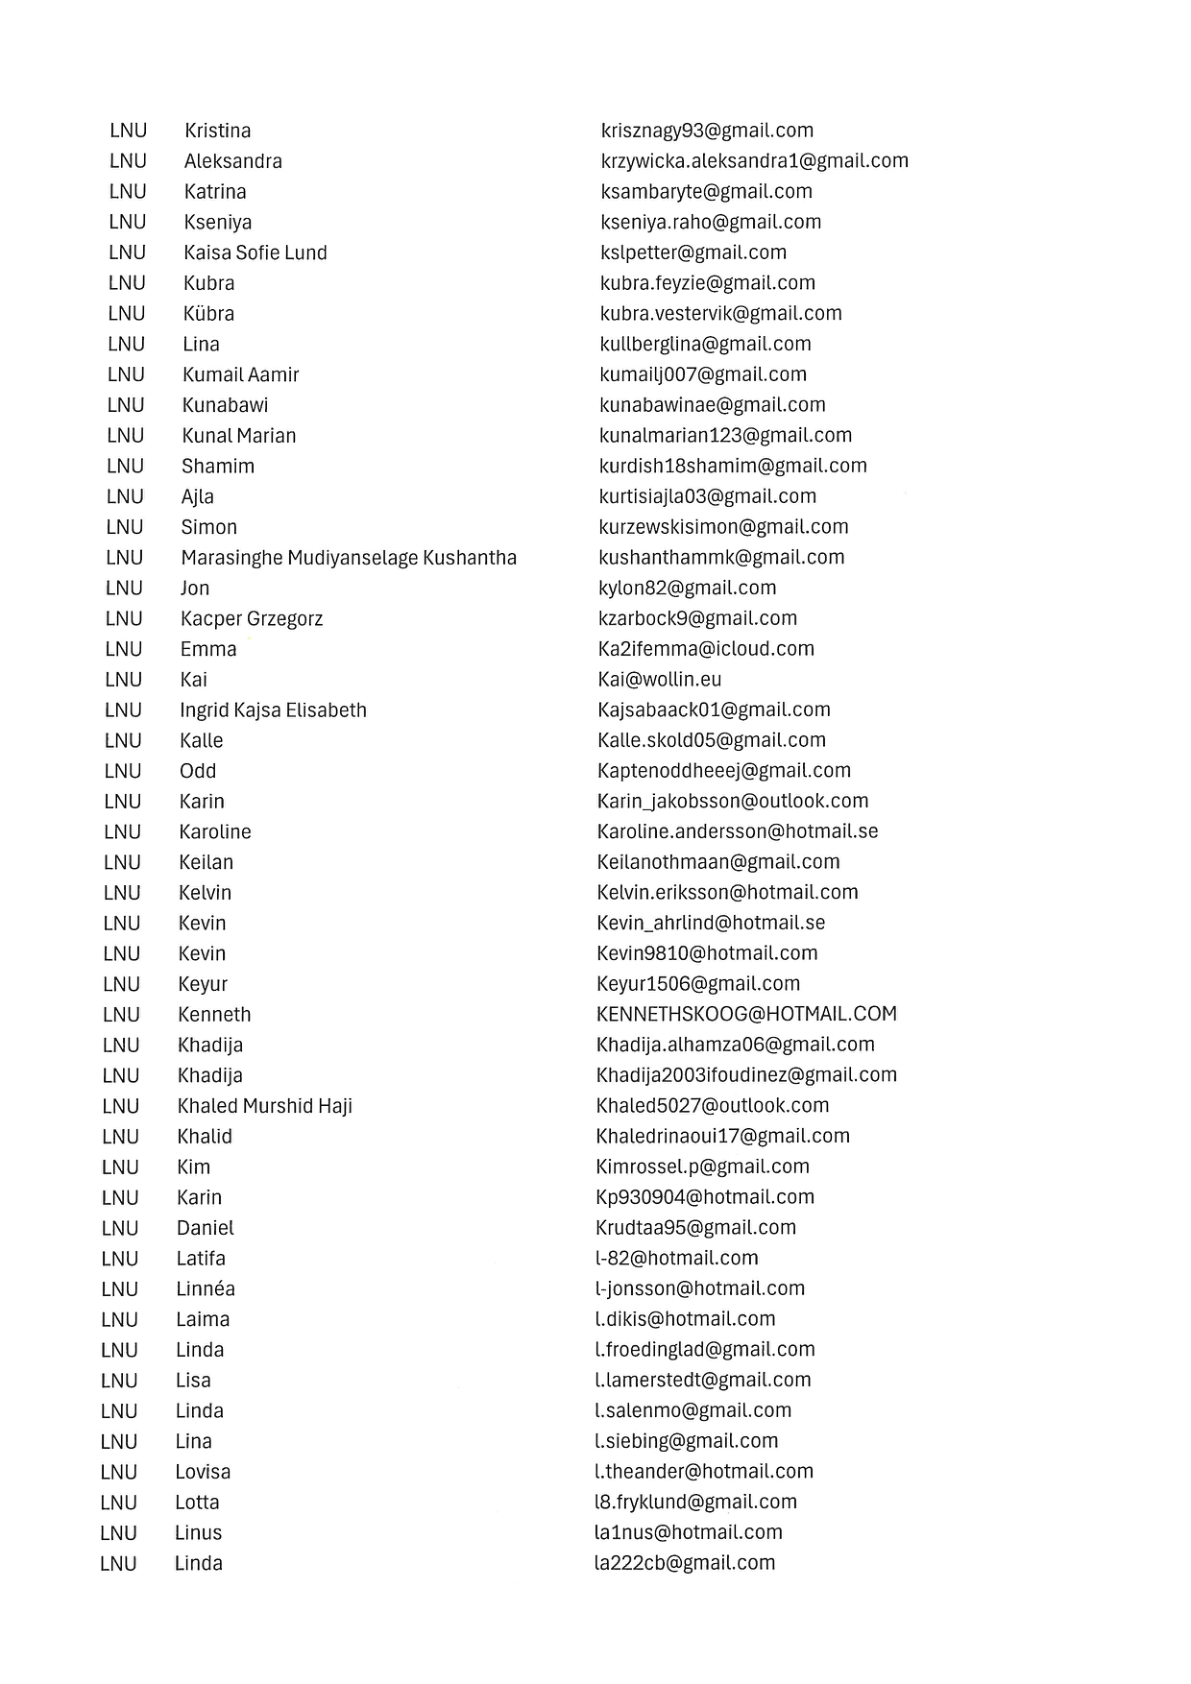 LNU Kristina krisznagy93@gmail.com
LNU Aleksandra krzywicka.aleksandra1@gmail.com
LNU Katrina ksambaryte@gmail.com
LNU Kseniya kseniya.raho@gmail.com
LNU Kaisa Sofie Lund kslpetter@gmail.com
LNU Kubra kubra.feyzie@gmail.com
LNU Kübra kubra.vestervik@gmail.com
LNU Lina kullberglina@gmail.com
LNU Kumail Aamir kumailj007@gmail.com
LNU Kunabawi kunabawinae@gmail.com
LNU Kunal Marian kunalmarian123@gmail.com
LNU Shamim kurdish18shamim@gmail.com
LNU Ajla kurtisiajla03@gmail.com
LNU Simon kurzewskisimon@gmail.com
LNU Marasinghe Mudiyanselage Kushantha kushanthammk@gmail.com
LNU Jon kylon82@gmail.com
LNU Kacper Grzegorz kzarbock9@gmail.com
LNU Emma Ka2ifemma@icloud.com
LNU Kai Kai@wollin.eu
LNU Ingrid Kajsa Elisabeth Kajsabaack01@gmail.com
LNU Kalle Kalle.skold05@gmail.com
LNU Odd Kaptenoddheeej@gmail.com
LNU Karin Karin_jakobsson@outlook.com
LNU Karoline Karoline.andersson@hotmail.se
LNU Keilan Keilanothmaan@gmail.com
LNU Kelvin Kelvin.eriksson@hotmail.com
LNU Kevin Kevin_ahrlind@hotmail.se
LNU Kevin Kevin9810@hotmail.com
LNU Keyur Keyur1506@gmail.com
LNU Kenneth KENNETHSKOOG@HOTMAIL.COM
LNU Khadija Khadija.alhamza06@gmail.com
LNU Khadija Khadija2003ifoudinez@gmail.com
LNU Khaled Murshid Haji Khaled5027@outlook.com
LNU Khalid Khaledrinaoui17@gmail.com
LNU Kim Kimrossel.p@gmail.com
LNU Karin Kp930904@hotmail.com
LNU Daniel Krudtaa95@gmail.com
LNU Latifa l-82@hotmail.com
LNU Linnéa l-jonsson@hotmail.com
LNU Laima l.dikis@hotmail.com
LNU Linda l.froedinglad@gmail.com
LNU Lisa l.lamerstedt@gmail.com
LNU Linda l.salenmo@gmail.com
LNU Lina l.siebing@gmail.com
LNU Lovisa l.theander@hotmail.com
LNU Lotta l8.fryklund@gmail.com
LNU Linus la1nus@hotmail.com
LNU Linda la222cb@gmail.com